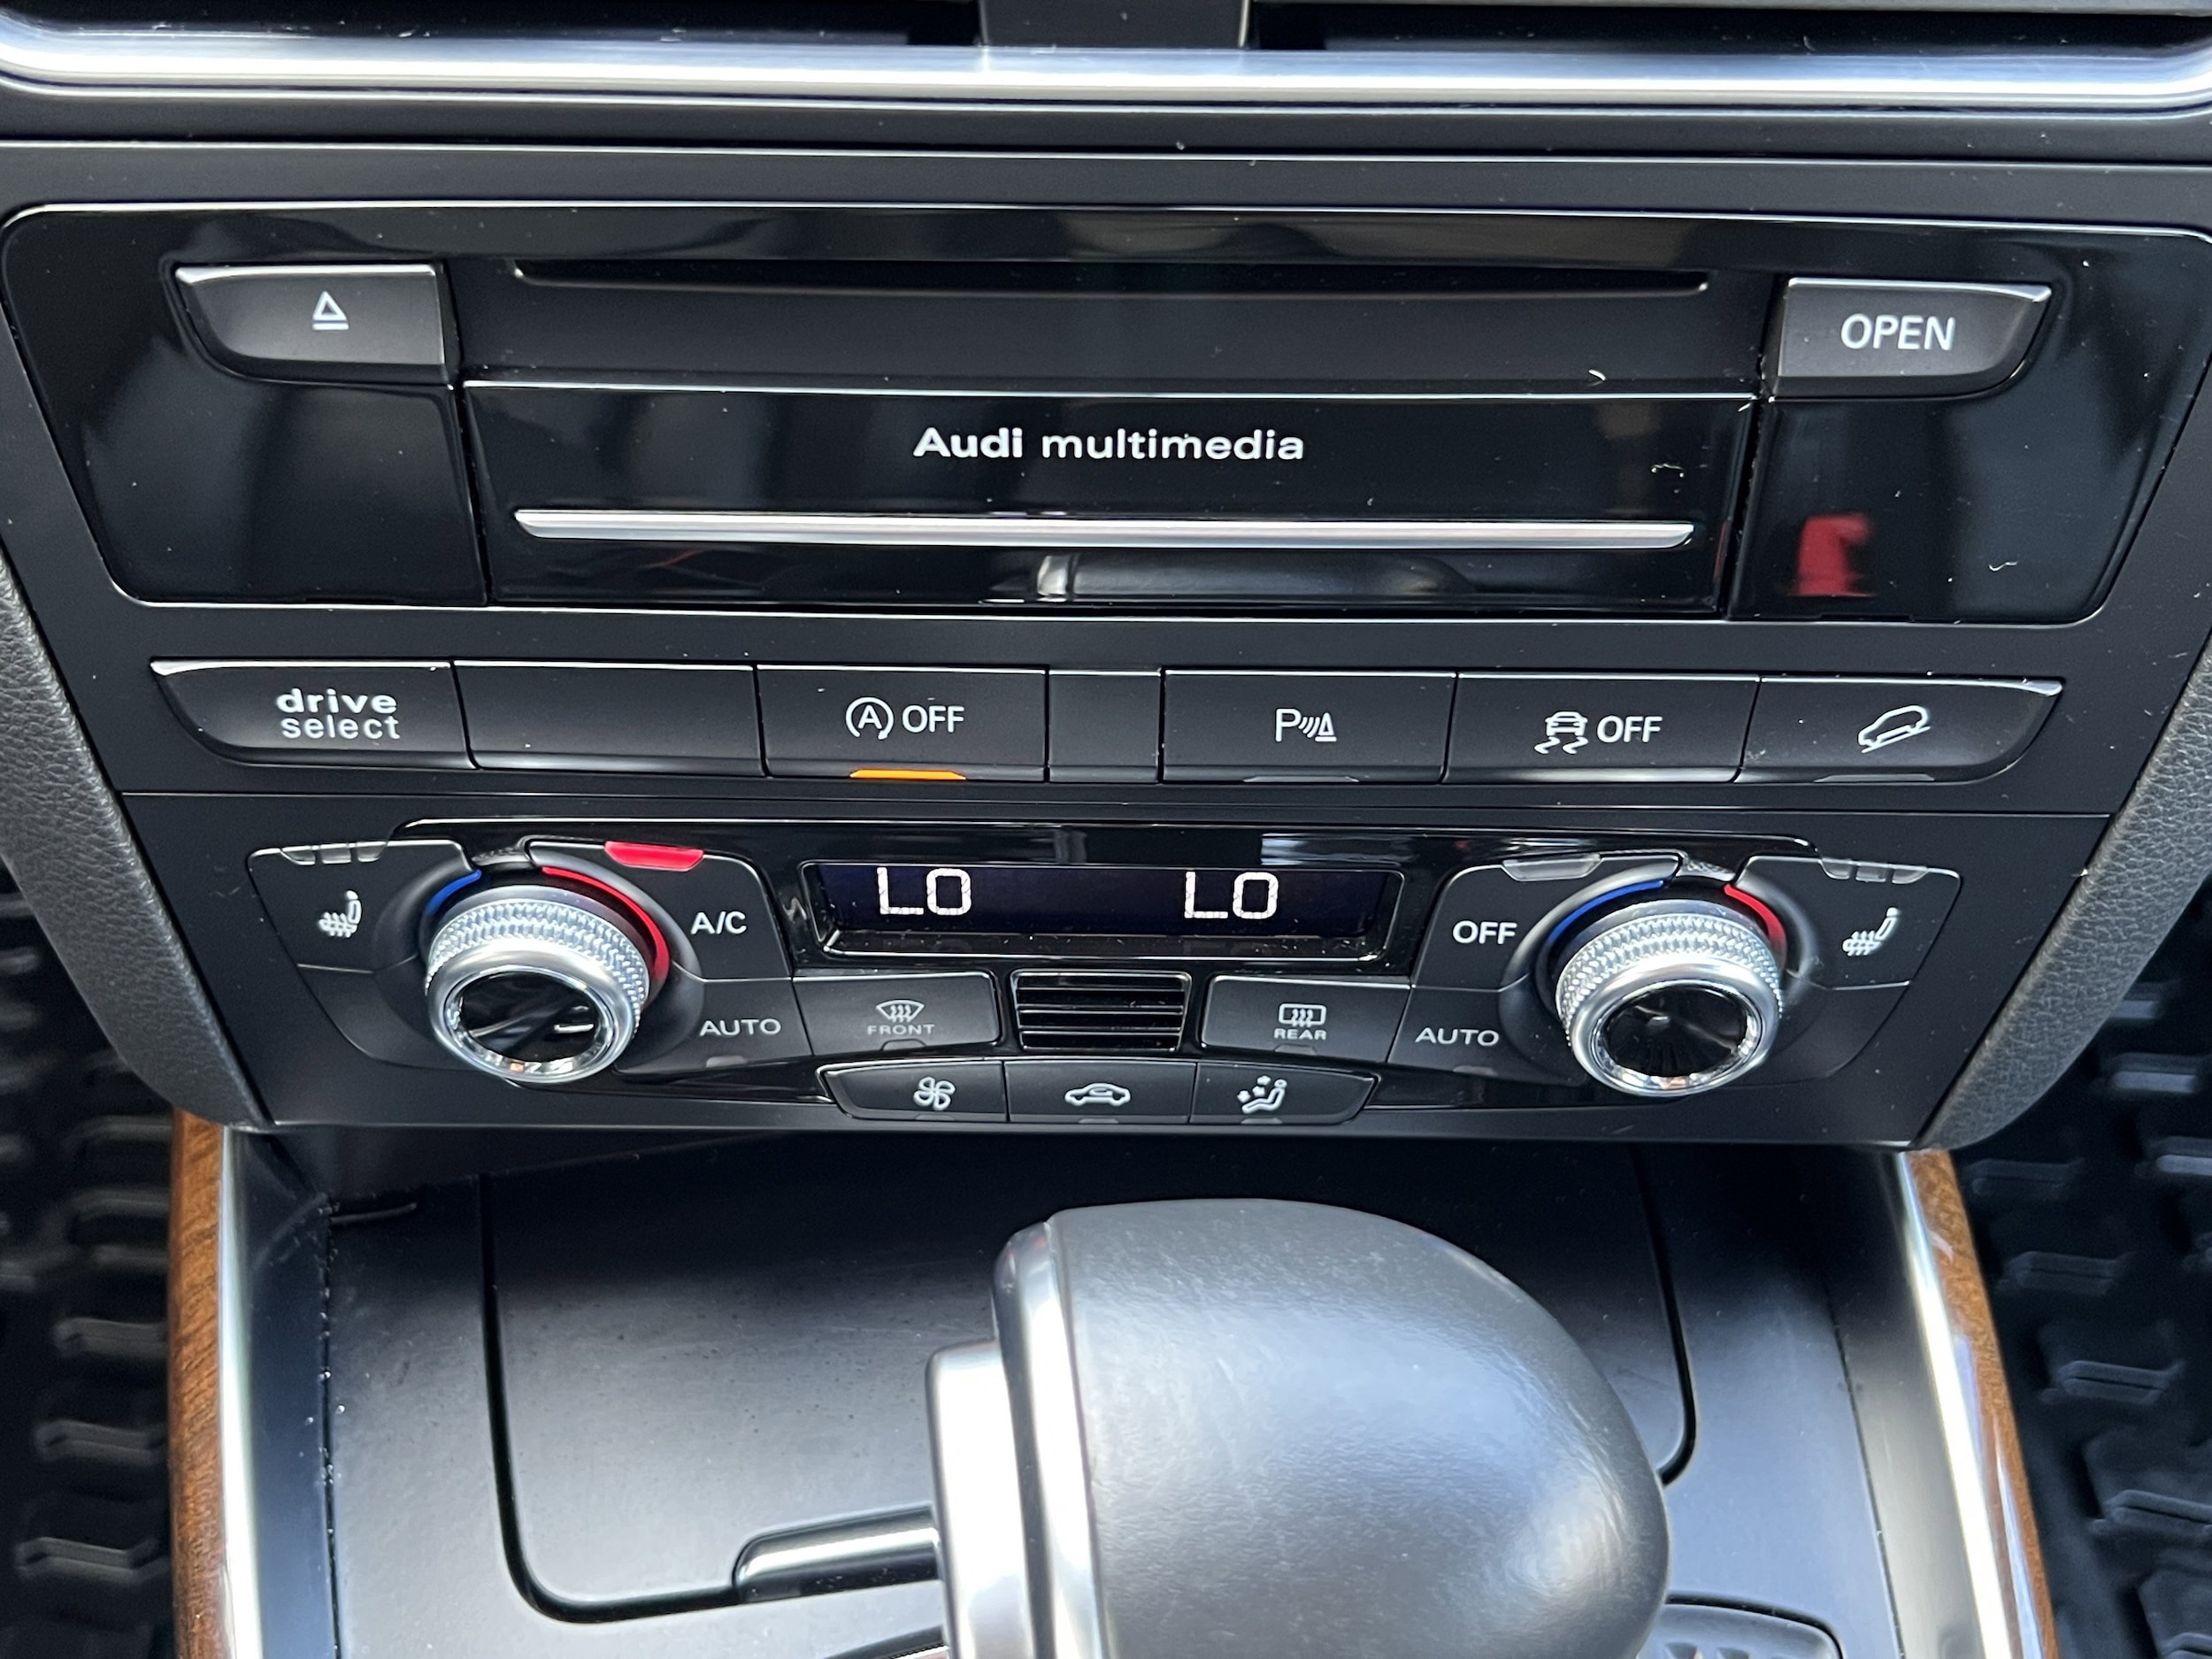 OPEN
Audi multimedia
drive
select
A OFF
P
OFF
LO LO
A/C
OFF
AUTO
FRONT
REAR
AUTO